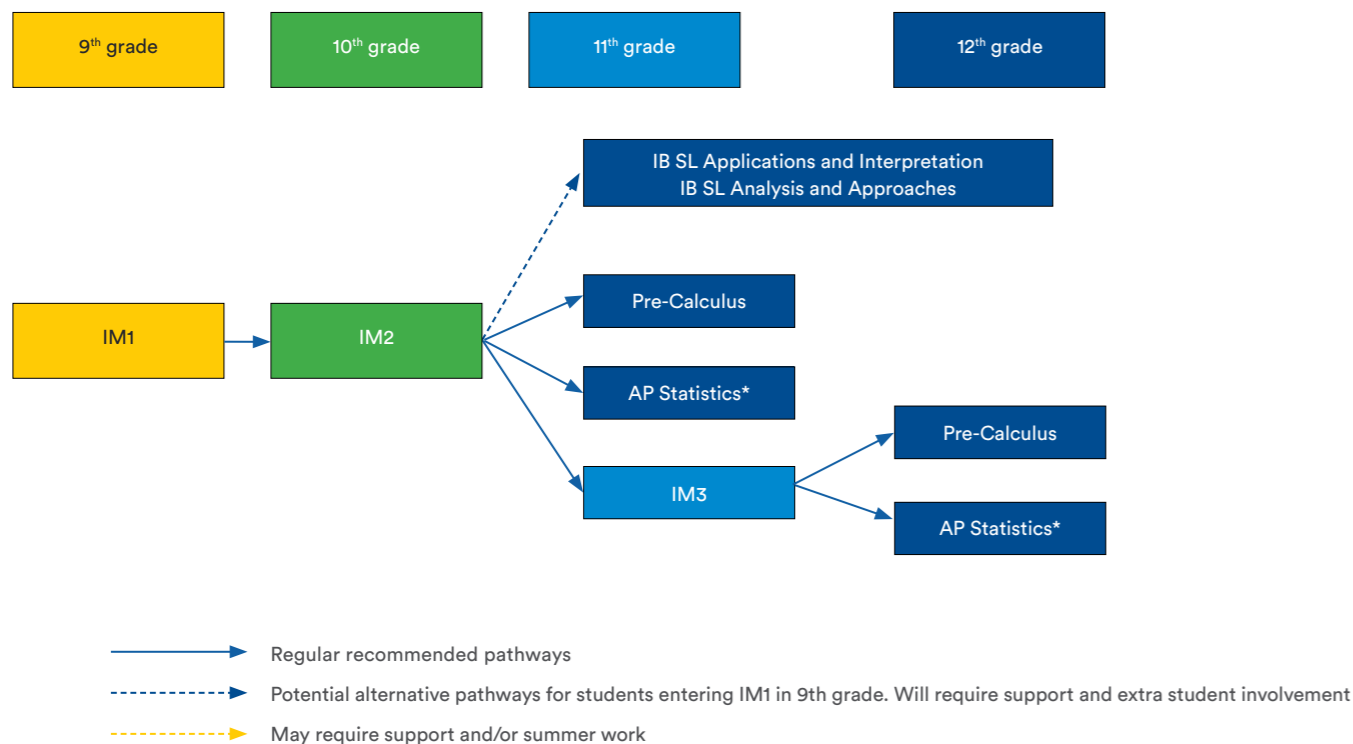 9th grade
10th grade
11th grade
12th grade
IB SL Applications and Interpretation
IB SL Analysis and Approaches
Pre-Calculus
IM1
IM2
AP Statistics*
Pre-Calculus
IM3
AP Statistics*
Regular recommended pathways
Potential alternative pathways for students entering IM1 in 9th grade. Will require support and extra student involvement
May require support and/or summer work